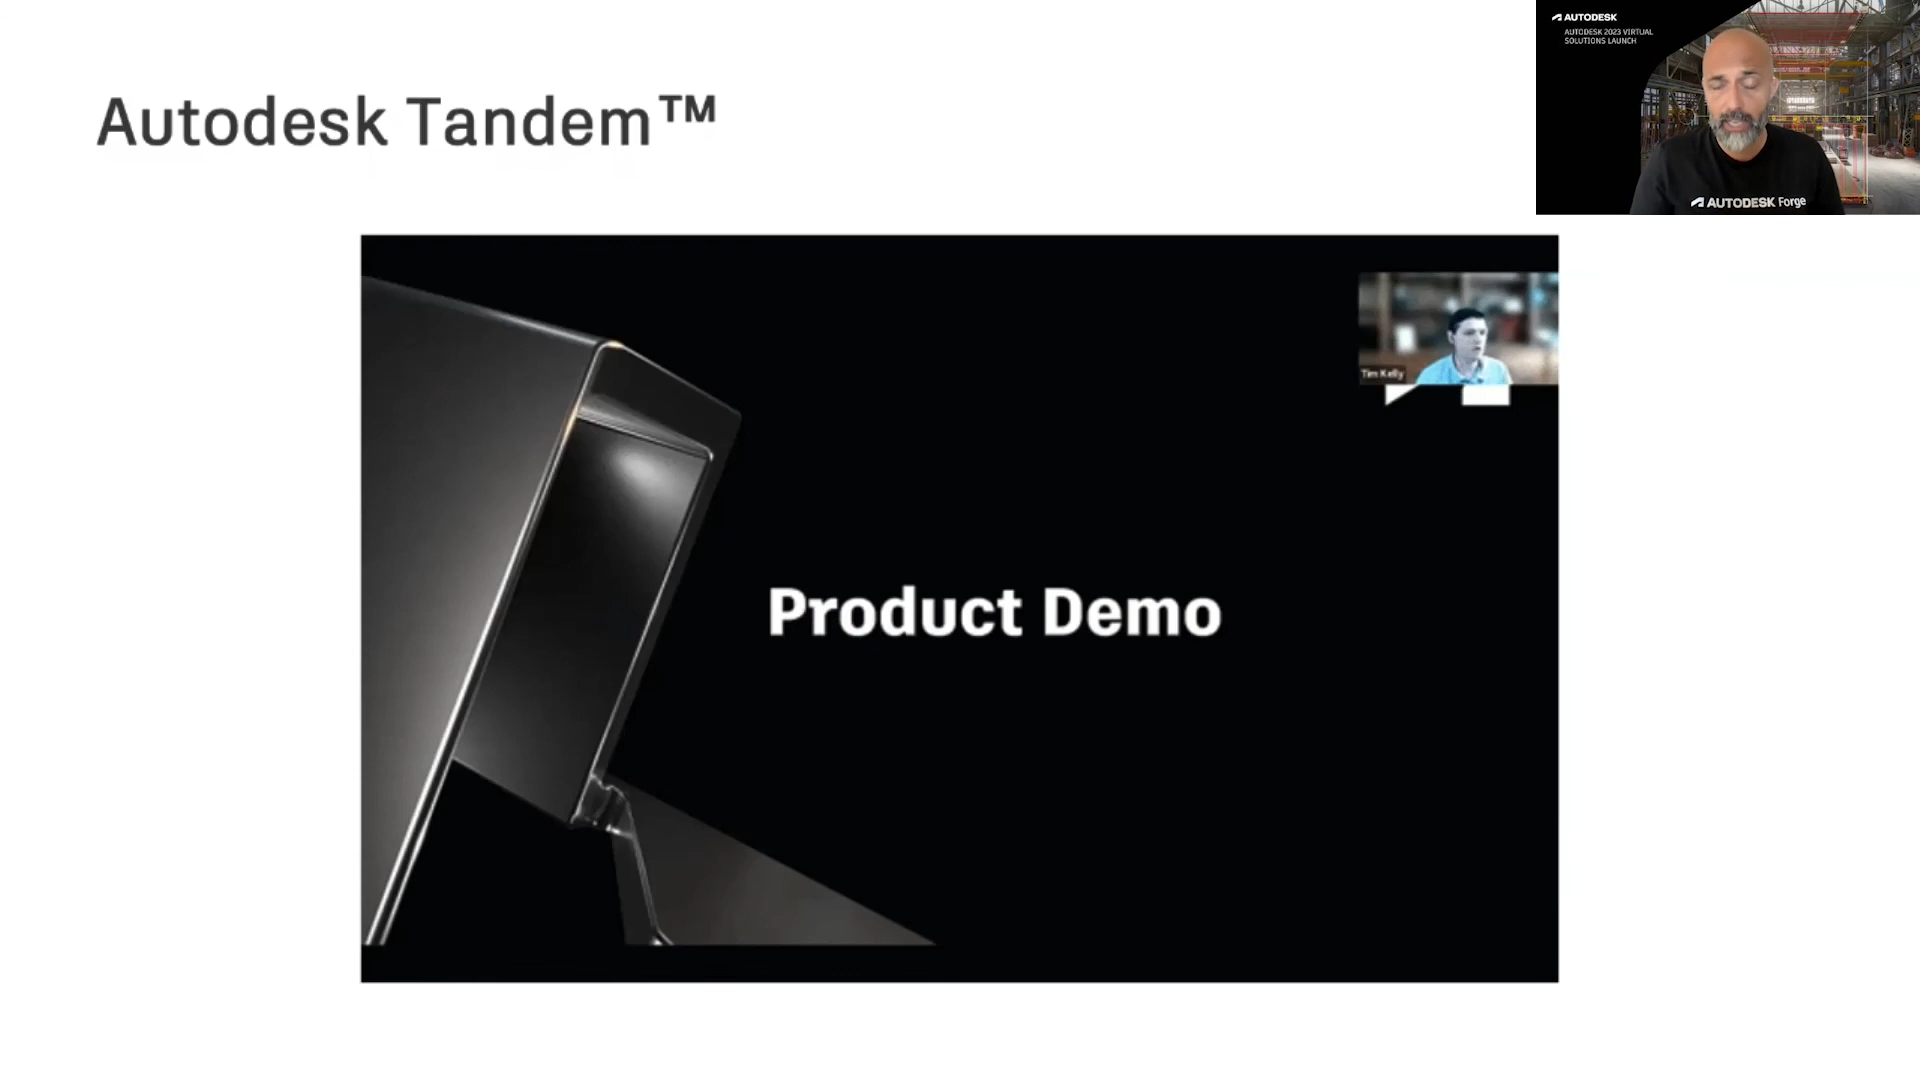 Autodesk Tandem™
AUTODESK
AUTODESK 2023 VIRTUAL
SOLUTIONS LAUNCH
AUTODESK Forge
Tim Kelly
Product Demo